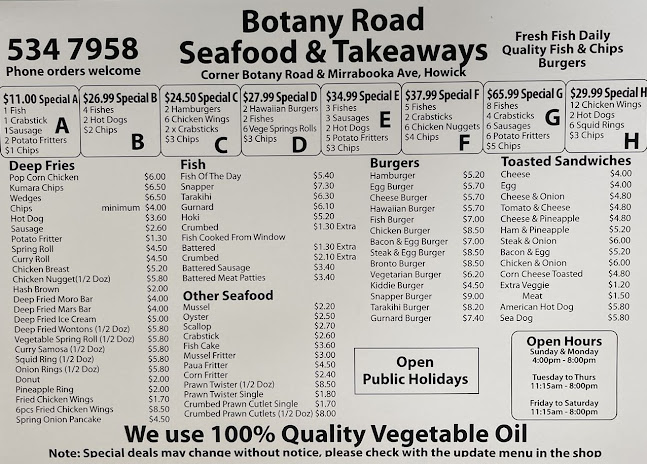 Botany Road
Seafood & Takeaways
Corner Botany Road & Mirrabooka Ave, Howick
534 7958
Phone orders welcome
Fresh Fish Daily
Quality Fish & Chips
Burgers
$11.00 Special A
1 Fish
1 Crabstick
1Sausage
2 Potato Fritters
$1 Chips
A
$26.99 Special B
4 Fishes
2 Hot Dogs
$2 Chips
B
$24.50 Special C
2 Hamburgers
6 Chicken Wings
2 x Crabsticks
$3 Chips
C
$27.99 Special D
2 Hawaiian Burgers
2 Fishes
6 Vege Springs Rolls
$3 Chips
D
$34.99 Special E
3 Fishes
3 Sausages
2 Hot Dogs
5 Potato Fritters
$3 Chips
E
$37.99 Special F
5 Fishes
2 Crabsticks
6 Chicken Nuggets
$4 Chips
F
$65.99 Special G
8 Fishes
4 Crabsticks
6 Sausages
6 Potato Fritters
$5 Chips
G
$29.99 Special H
12 Chicken Wings
2 Hot Dogs
6 Squid Rings
$3 Chips
H
Deep Fries
Pop Corn Chicken $6.00
Kumara Chips $6.50
Wedges $6.50
Chips minimum $4.00
Hot Dog $3.60
Sausage $2.60
Potato Fritter $1.30
Spring Roll $4.50
Curry Roll $4.50
Chicken Breast $5.20
Chicken Nugget(1/2 Doz) $5.80
Hash Brown $2.00
Deep Fried Moro Bar $4.00
Deep Fried Mars Bar $4.00
Deep Fried Ice Cream $5.00
Deep Fried Wontons (1/2 Doz) $5.80
Vegetable Spring Roll (1/2 Doz) $5.80
Curry Samosa (1/2 Doz) $5.80
Squid Ring (1/2 Doz) $5.80
Onion Rings (1/2 Doz) $5.80
Donut $2.00
Pineapple Ring $2.00
Fried Chicken Wings $1.70
6pcs Fried Chicken Wings $8.50
Spring Onion Pancake $4.50
Fish
Fish Of The Day $5.40
Snapper $7.30
Tarakihi $6.30
Gurnard $6.10
Hoki $5.20
Crumbed $1.30 Extra
Fish Cooked From Window
Battered $1.30 Extra
Crumbed $2.10 Extra
Battered Sausage $3.40
Battered Meat Patties $3.40
Other Seafood
Mussel $2.20
Oyster $2.50
Scallop $2.70
Crabstick $2.60
Fish Cake $3.60
Mussel Fritter $3.00
Paua Fritter $4.50
Corn Fritter $2.40
Prawn Twister (1/2 Doz) $8.50
Prawn Twister Single $1.80
Crumbed Prawn Cutlet Single $1.70
Crumbed Prawn Cutlets (1/2 Doz) $8.00
Burgers
Hamburger $5.20
Egg Burger $5.70
Cheese Burger $5.70
Hawaiian Burger $5.70
Fish Burger $7.00
Chicken Burger $8.50
Bacon & Egg Burger $7.00
Steak & Egg Burger $8.50
Bronto Burger $8.50
Vegetarian Burger $6.20
Kiddie Burger $4.50
Snapper Burger $9.00
Tarakihi Burger $8.20
Gurnard Burger $7.40
Toasted Sandwiches
Cheese $4.00
Egg $4.00
Cheese & Onion $4.80
Tomato & Cheese $4.80
Cheese & Pineapple $4.80
Ham & Pineapple $5.20
Steak & Onion $6.00
Bacon & Egg $5.20
Chicken & Onion $6.00
Corn Cheese Toasted $4.80
Extra Veggie $1.20
Meat $1.50
American Hot Dog $5.80
Sea Dog $5.80
Open
Public Holidays
Open Hours
Sunday & Monday
4:00pm - 8:00pm
Tuesday to Thurs
11:15am - 8:00pm
Friday to Saturday
11:15am - 8:00pm
We use 100% Quality Vegetable Oil
Note: Special deals may change without notice, please check with the update menu in the shop